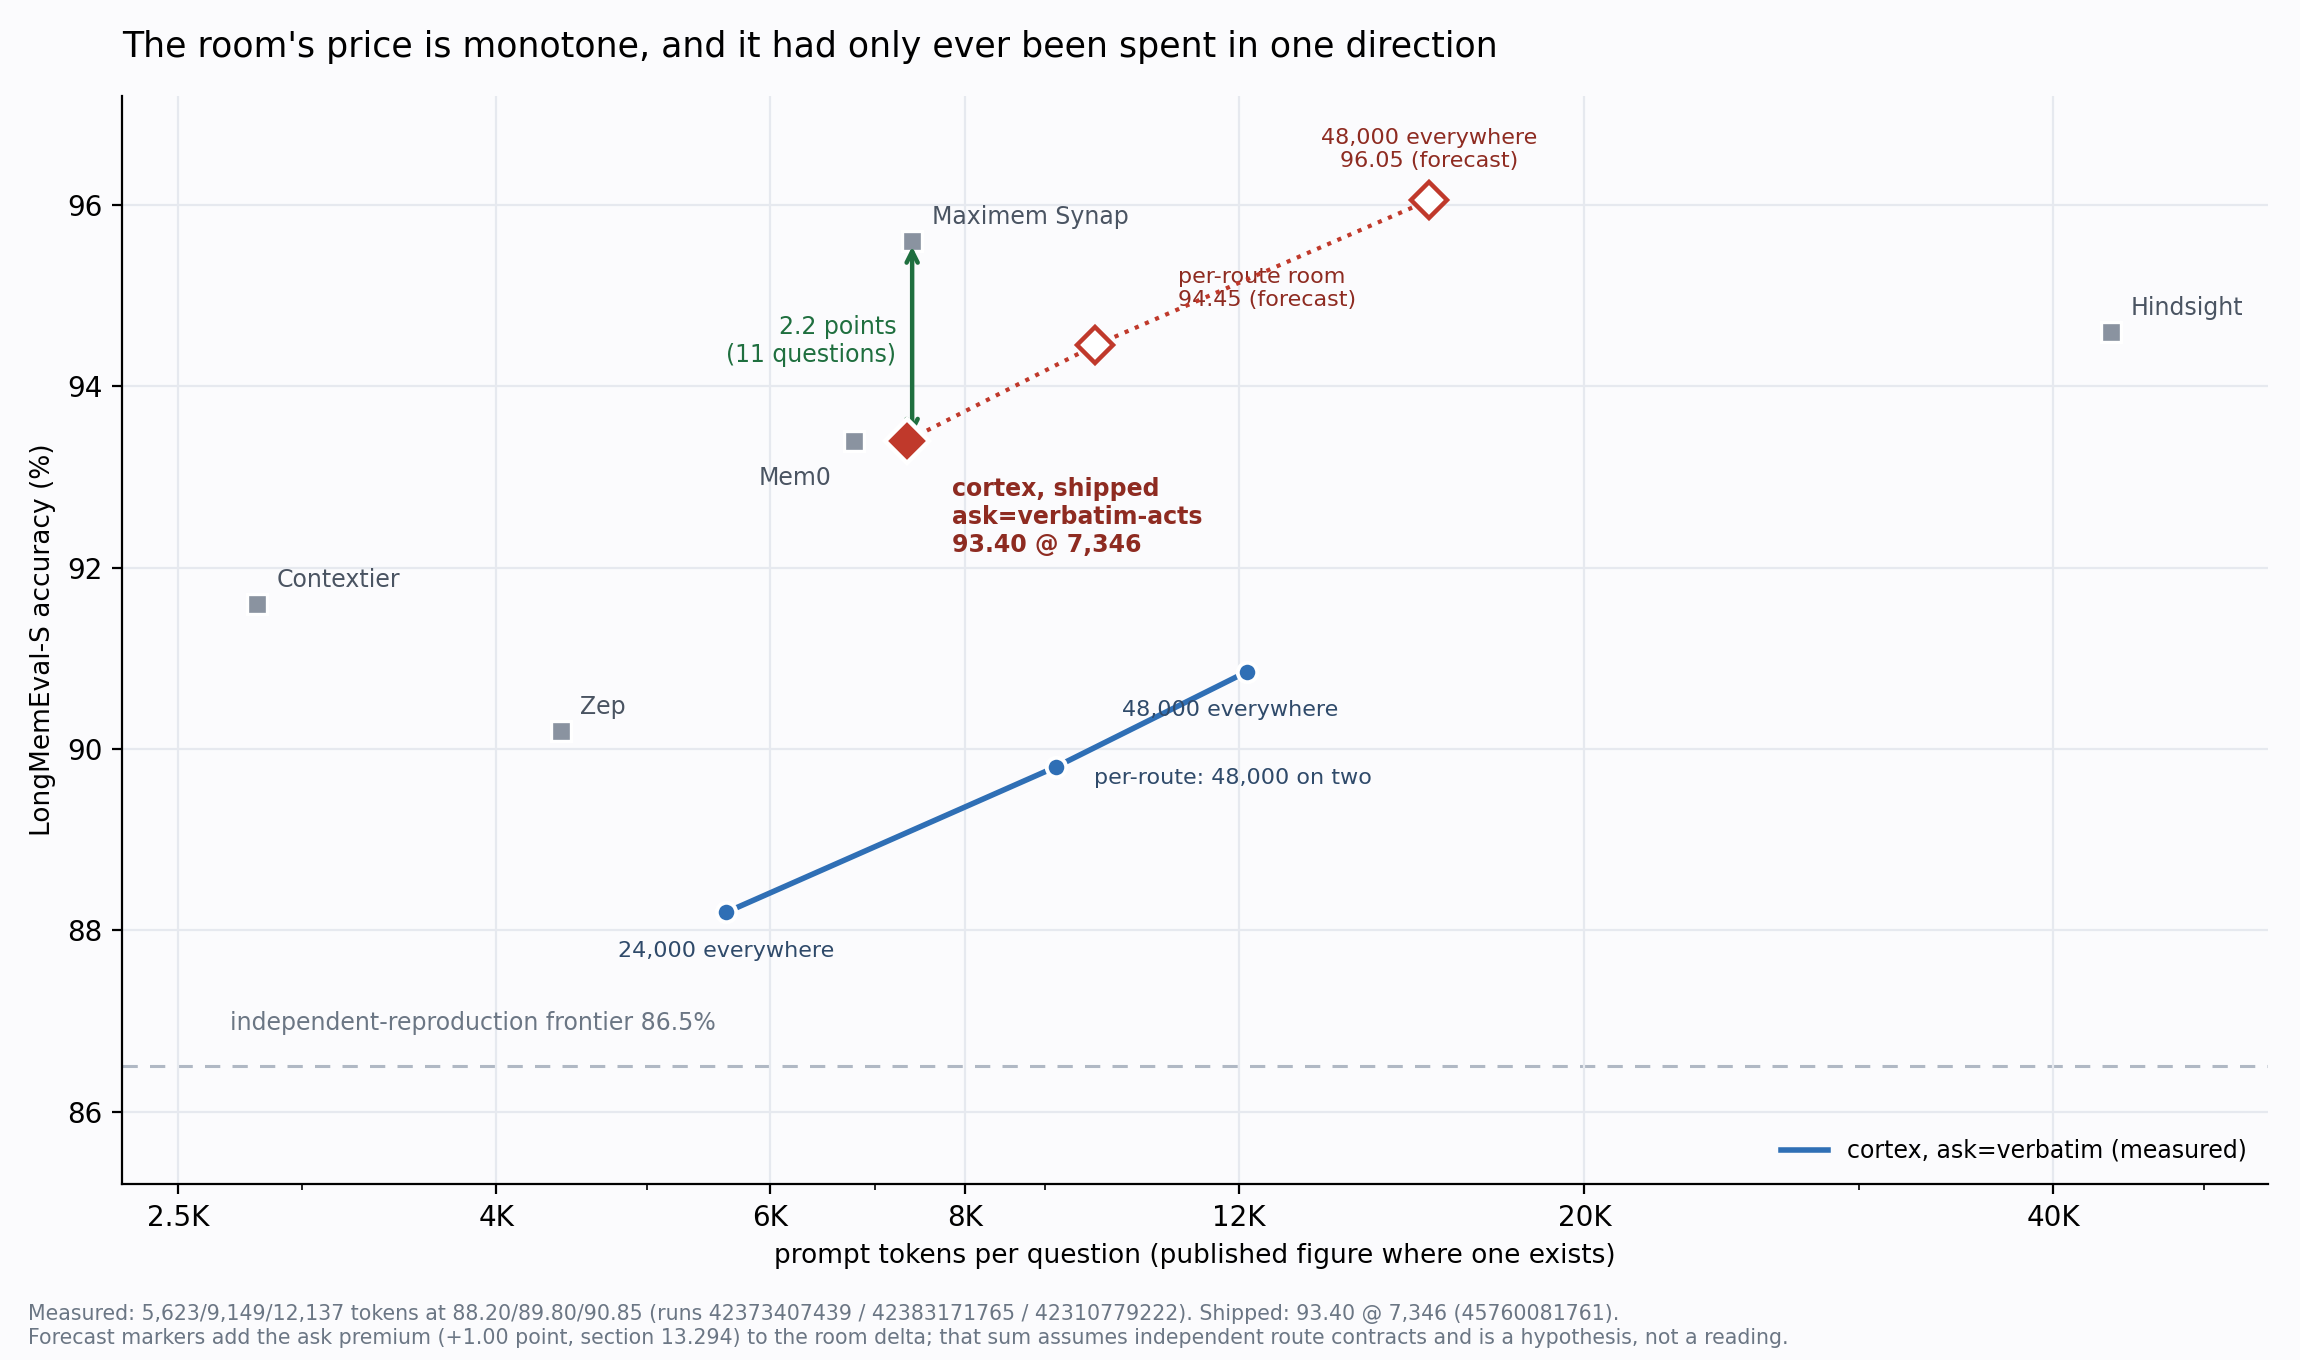 The room's price is monotone, and it had only ever been spent in one direction
48,000 everywhere
96.05 (forecast)
96
Maximem Synap
per-route room
94.45 (forecast)
Hindsight
2.2 points
(11 questions)
94
Mem0
cortex, shipped
ask=verbatim-acts
93.40 @ 7,346
92
Contextier
Zep
48,000 everywhere
90
per-route: 48,000 on two
88
24,000 everywhere
independent-reproduction frontier 86.5%
86
LongMemEval-S accuracy (%)
cortex, ask=verbatim (measured)
2.5K 4K 6K 8K 12K 20K 40K
prompt tokens per question (published figure where one exists)
Measured: 5,623/9,149/12,137 tokens at 88.20/89.80/90.85 (runs 42373407439 / 42383171765 / 42310779222). Shipped: 93.40 @ 7,346 (45760081761).
Forecast markers add the ask premium (+1.00 point, section 13.294) to the room delta; that sum assumes independent route contracts and is a hypothesis, not a reading.